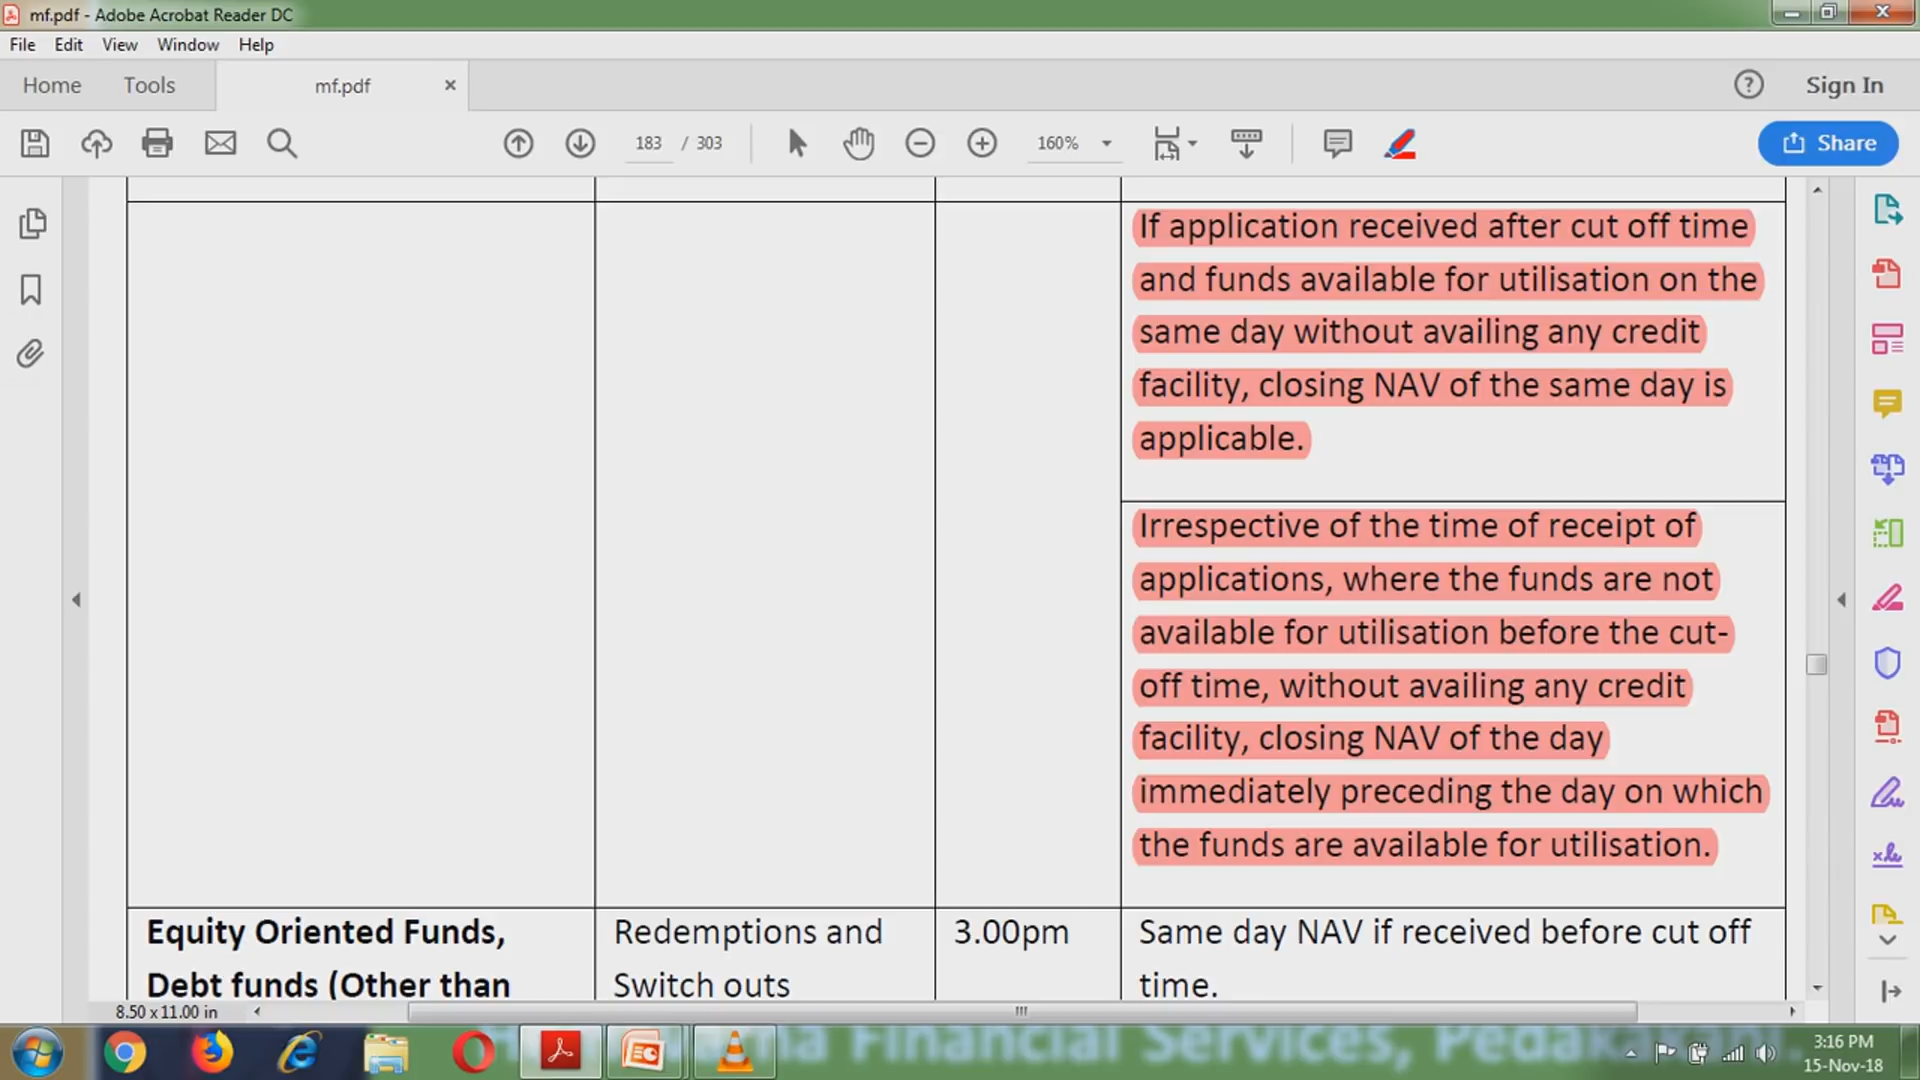 mf.pdf - Adobe Acrobat Reader DC
File Edit View Window Help
Home Tools mf.pdf Sign In
183 / 303 160% Share
If application received after cut off time
and funds available for utilisation on the
same day without availing any credit
facility, closing NAV of the same day is
applicable.
Irrespective of the time of receipt of
applications, where the funds are not
available for utilisation before the cut-
off time, without availing any credit
facility, closing NAV of the day
immediately preceding the day on which
the funds are available for utilisation.
Equity Oriented Funds,
Debt funds (Other than
Redemptions and
Switch outs
3.00pm
Same day NAV if received before cut off
time.
8.50 x 11.00 in
Financial Services,
3:16 PM
15-Nov-18